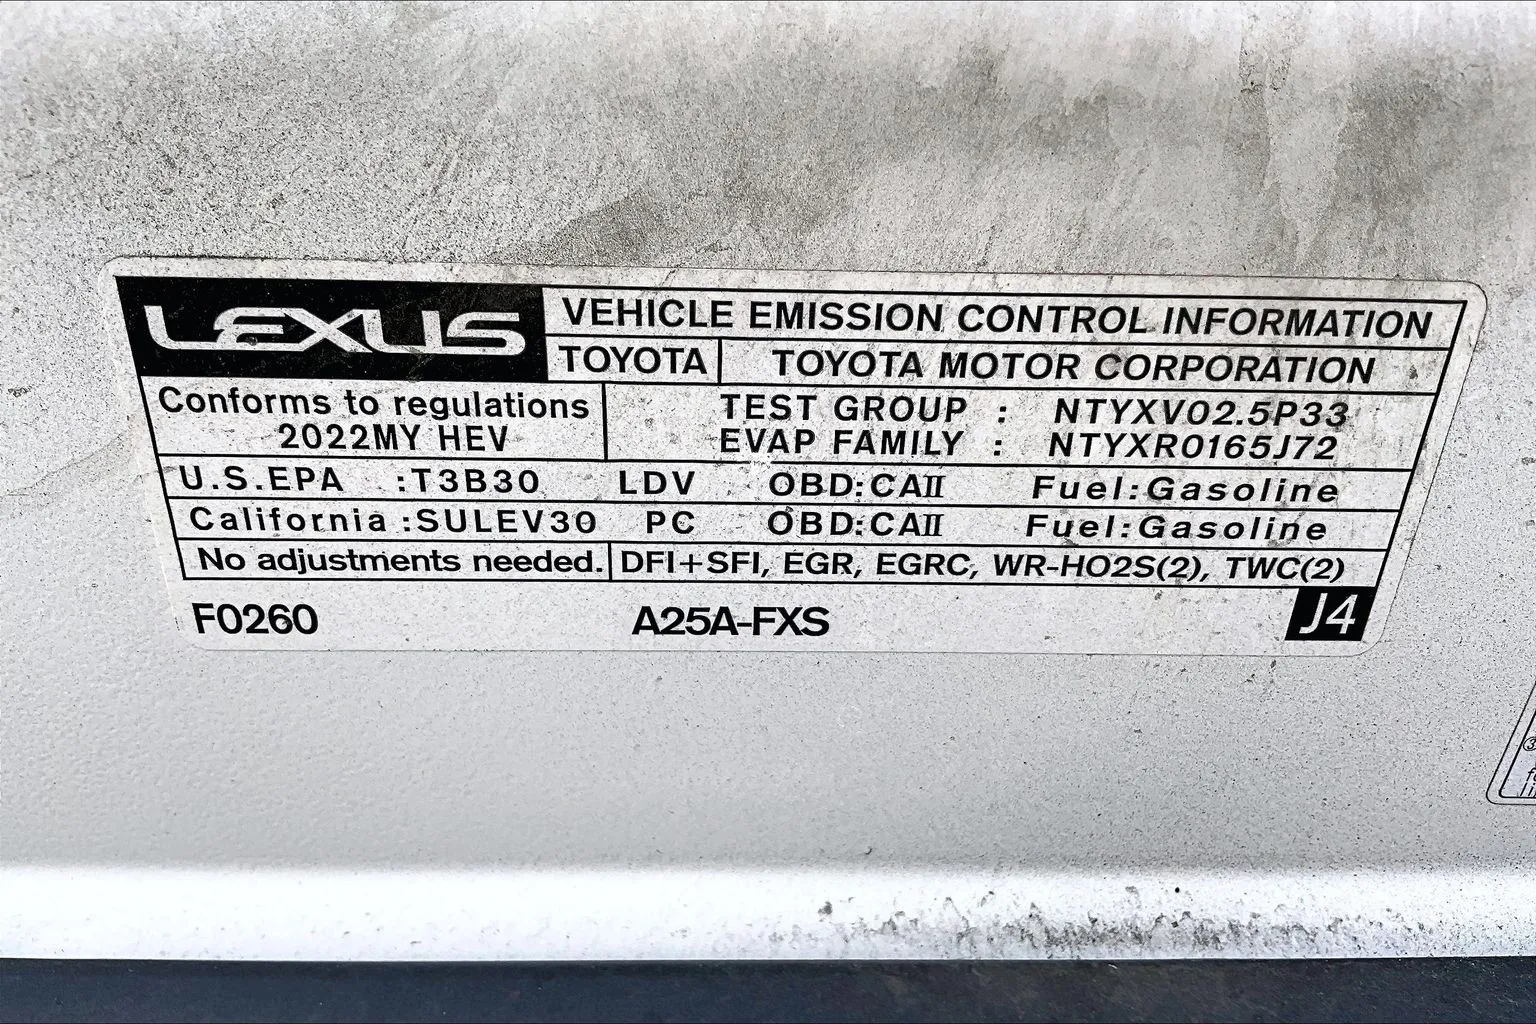 LEXUS
VEHICLE EMISSION CONTROL INFORMATION
TOYOTA TOYOTA MOTOR CORPORATION
Conforms to regulations
2022MY HEV
TEST GROUP : NTYXV02.5P33
EVAP FAMILY : NTYXR0165J72
U.S.EPA :T3B30 LDV OBD:CAII Fuel:Gasoline
California :SULEV30 PC OBD:CAII Fuel:Gasoline
No adjustments needed. DFI+SFI, EGR, EGRC, WR-HO2S(2), TWC(2)
F0260 A25A-FXS J4